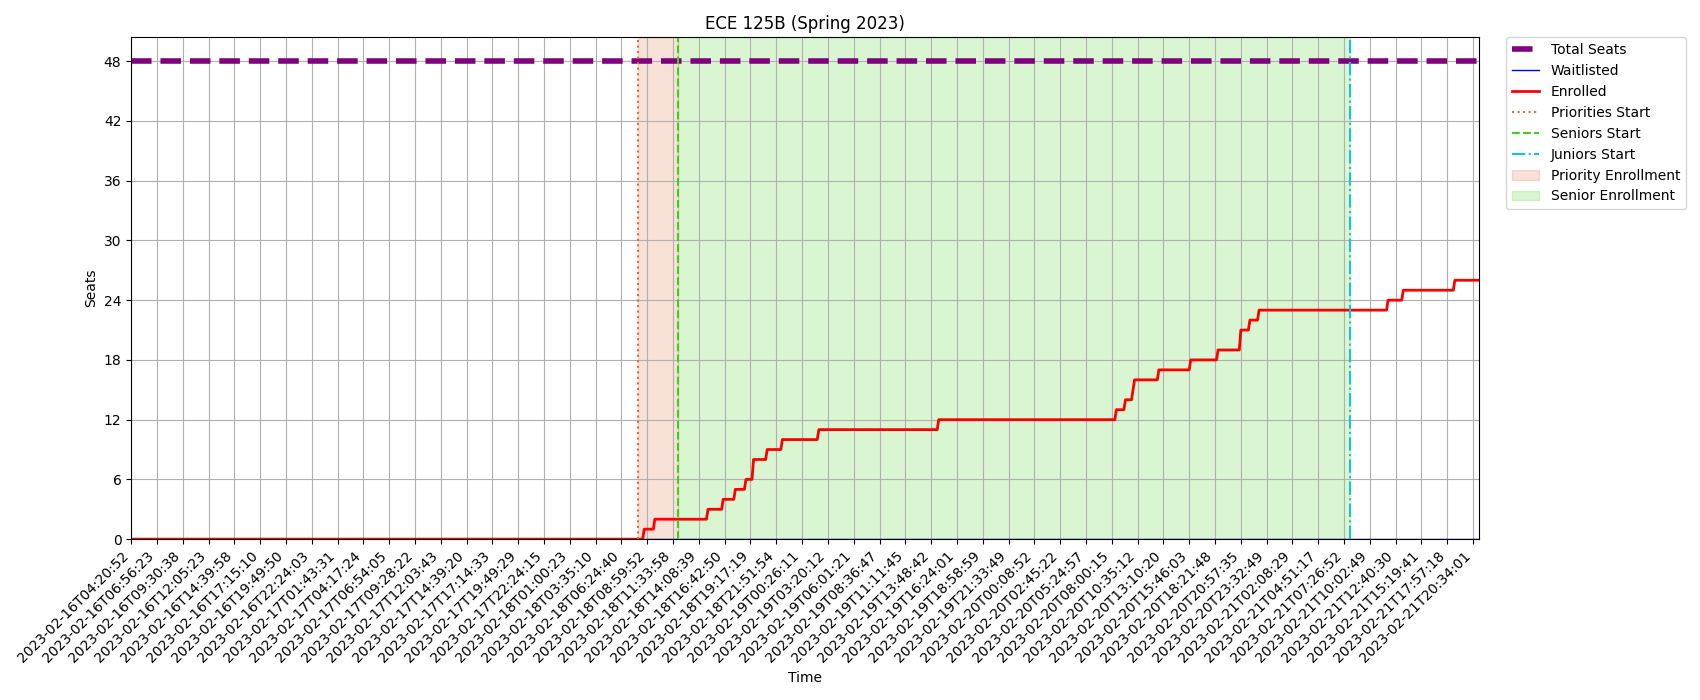 ECE 125B (Spring 2023)
Total Seats
Waitlisted
Enrolled
Priorities Start
Seniors Start
Juniors Start
Priority Enrollment
Senior Enrollment
Seats
48
42
36
30
24
18
12
6
0
2023-02-16T04:20:52
2023-02-16T06:56:23
2023-02-16T09:30:38
2023-02-16T12:05:23
2023-02-16T14:39:58
2023-02-16T17:15:10
2023-02-16T19:49:50
2023-02-16T22:24:03
2023-02-17T01:43:31
2023-02-17T04:17:24
2023-02-17T06:54:05
2023-02-17T09:28:22
2023-02-17T12:03:43
2023-02-17T14:39:20
2023-02-17T17:14:33
2023-02-17T19:49:29
2023-02-17T22:24:15
2023-02-18T01:00:23
2023-02-18T03:35:10
2023-02-18T06:24:40
2023-02-18T08:59:52
2023-02-18T11:33:58
2023-02-18T14:08:39
2023-02-18T16:42:50
2023-02-18T19:17:19
2023-02-18T21:51:54
2023-02-19T00:26:11
2023-02-19T03:20:12
2023-02-19T06:01:21
2023-02-19T08:36:47
2023-02-19T11:11:45
2023-02-19T13:48:42
2023-02-19T16:24:01
2023-02-19T18:58:59
2023-02-19T21:33:49
2023-02-20T00:08:52
2023-02-20T02:45:22
2023-02-20T05:24:57
2023-02-20T08:00:15
2023-02-20T10:35:12
2023-02-20T13:10:20
2023-02-20T15:46:03
2023-02-20T18:21:48
2023-02-20T20:57:35
2023-02-20T23:32:49
2023-02-21T02:08:29
2023-02-21T04:51:17
2023-02-21T07:26:52
2023-02-21T10:02:49
2023-02-21T12:40:30
2023-02-21T15:19:41
2023-02-21T17:57:18
2023-02-21T20:34:01
Time